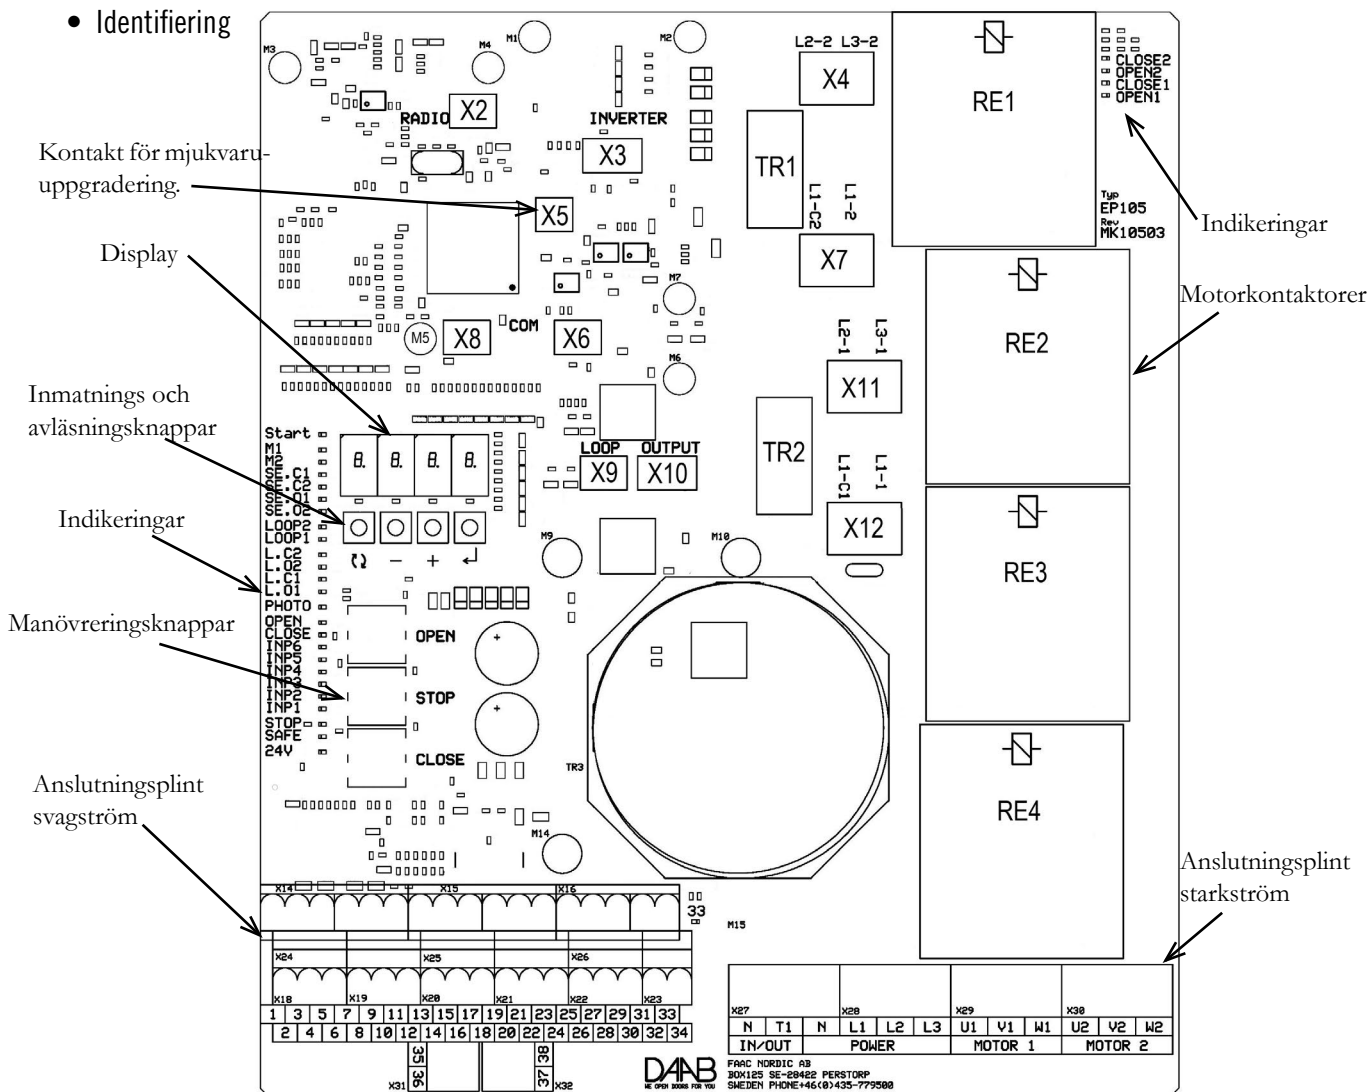 • Identifiering
M3
M4
M1
M2
L2-2 L3-2
X4
RE1
CLOSE2
OPEN2
CLOSE1
OPEN1
RADIO
X2
INVERTER
X3
TR1
Kontakt för mjukvaru-
uppgradering.
X5
L1-C2
L1-2
Typ
EP105
Rev
MK10503
Indikeringar
Display
X7
M7
Motorkontaktorer
M5
X8
COM
X6
L2-1
L3-1
RE2
M6
X11
Inmatnings och
avläsningsknappar
Start
M1
M2
SE.C1
SE.C2
SE.O1
SE.O2
LOOP2
LOOP1
L.C2
L.O2
L.C1
L.O1
PHOTO
OPEN
CLOSE
INP6
INP5
INP4
INP3
INP2
INP1
STOP
SAFE
24V
8. 8. 8. 8.
LOOP
OUTPUT
X9
X10
TR2
L1-C1
L1-1
X12
Indikeringar
− +
M9
M10
RE3
Manövreringsknappar
OPEN
+
STOP
+
CLOSE
TR3
RE4
Anslutningsplint
svagström
M14
Anslutningsplint
starkström
X14
X15
X16
33
M15
X24
X25
X26
X18
X19
X20
X21
X22
X23
X27
X28
X29
X30
1 3 5 7 9 11 13 15 17 19 21 23 25 27 29 31 33
2 4 6 8 10 12 14 16 18 20 22 24 26 28 30 32 34
N T1 N L1 L2 L3 U1 V1 W1 U2 V2 W2
IN/OUT POWER MOTOR 1 MOTOR 2
35 36
37 38
X31
X32
DAAB
WE OPEN DOORS FOR YOU
FAAC NORDIC AB
BOX125 SE-28422 PERSTORP
SWEDEN PHONE+46(0)435-779500